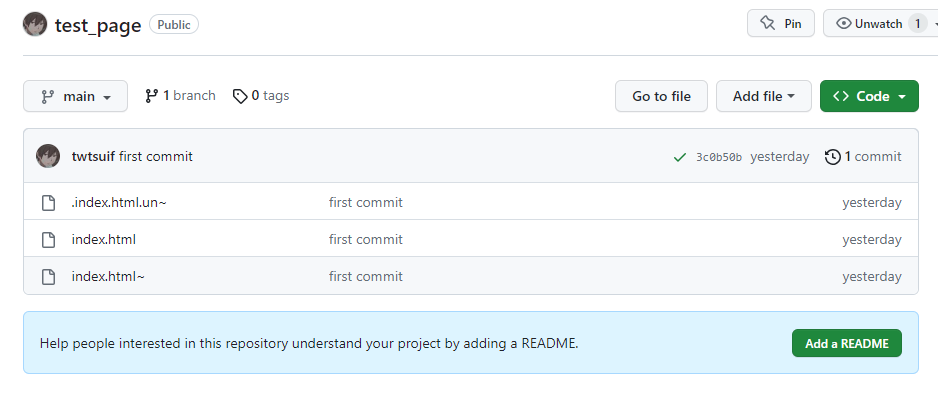 test_page Public Pin Unwatch 1
main 1 branch 0 tags Go to file Add file Code
twtsuif first commit 3c0b50b yesterday 1 commit
.index.html.un~ first commit yesterday
index.html first commit yesterday
index.html~ first commit yesterday
Help people interested in this repository understand your project by adding a README. Add a README